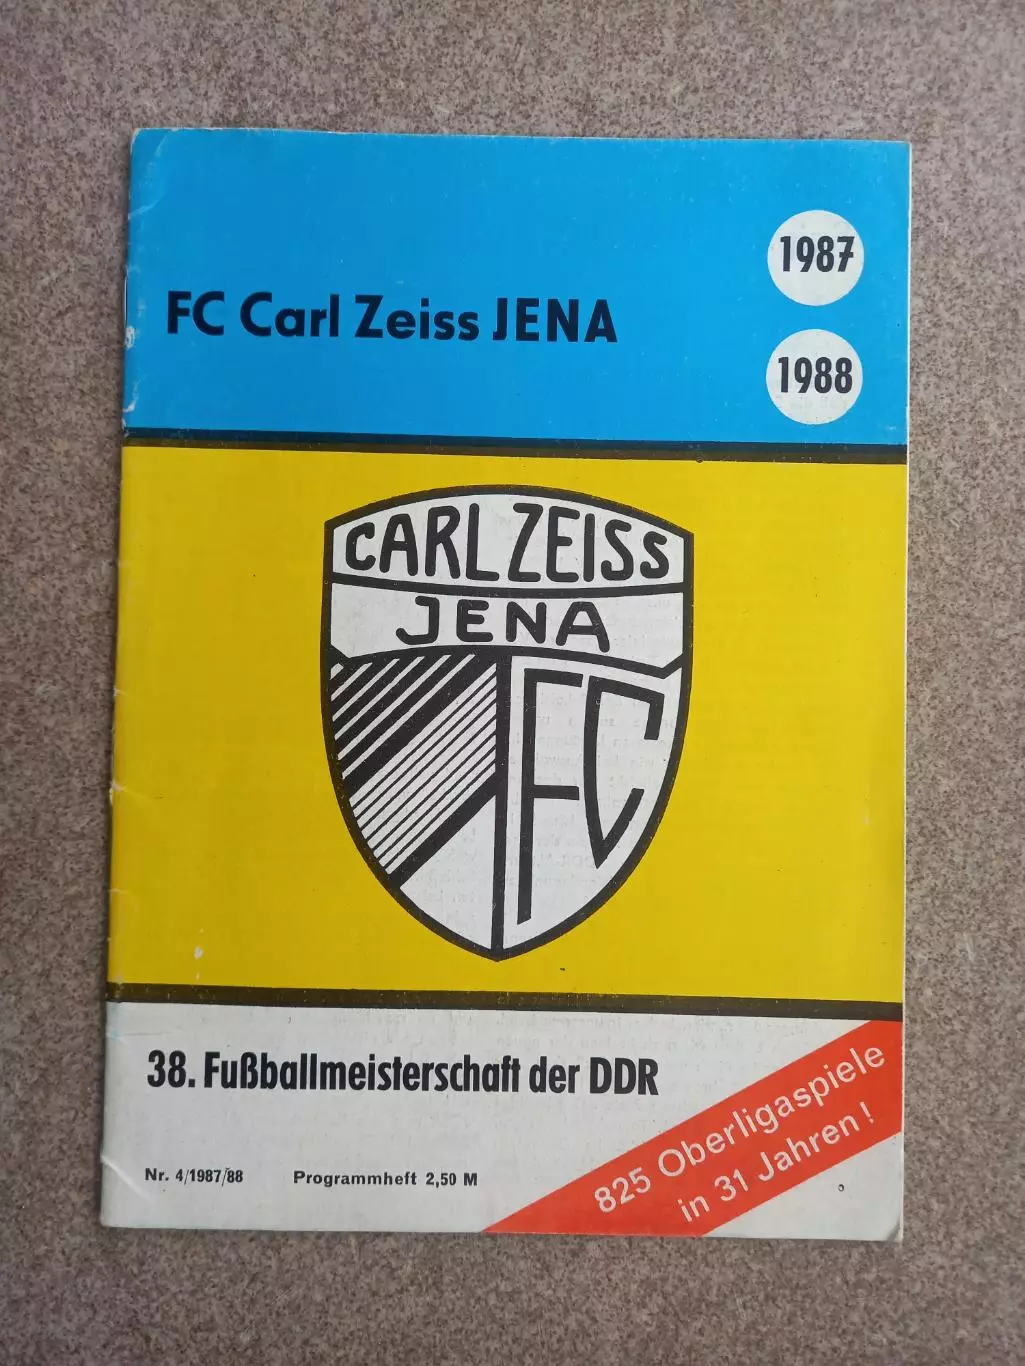 1987
FC Carl Zeiss JENA
1988
CARL ZEISS
JENA
FC
38. Fußballmeisterschaft der DDR
825 Oberligaspiele
in 31 Jahren!
Nr. 4/1987/88 Programmheft 2,50 M